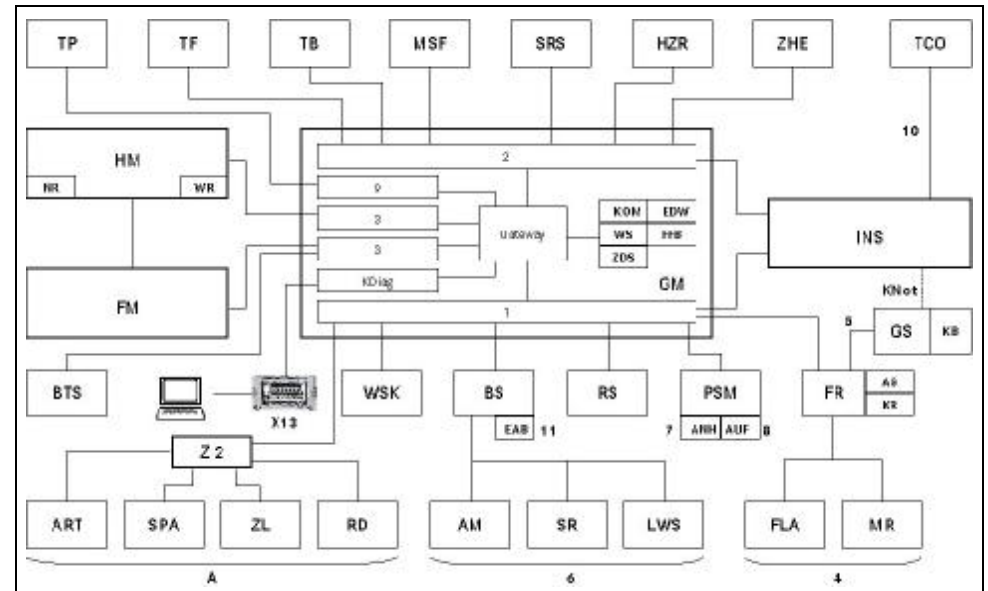 TP TF TB MSF SRS HZR ZHE TCO
10
HM
NR WR
2
9
3
3
KDiag
1
Gateway
KOM EDW
WS
ZDS
GM
INS
KNot
FM
5
GS KB
BTS
X13
WSK
BS
EAB 11
RS
PSM
7 ANH AUF 8
FR
AG
KR
Z 2
ART SPA ZL RD AM SR LWS FLA MR
A 6 4